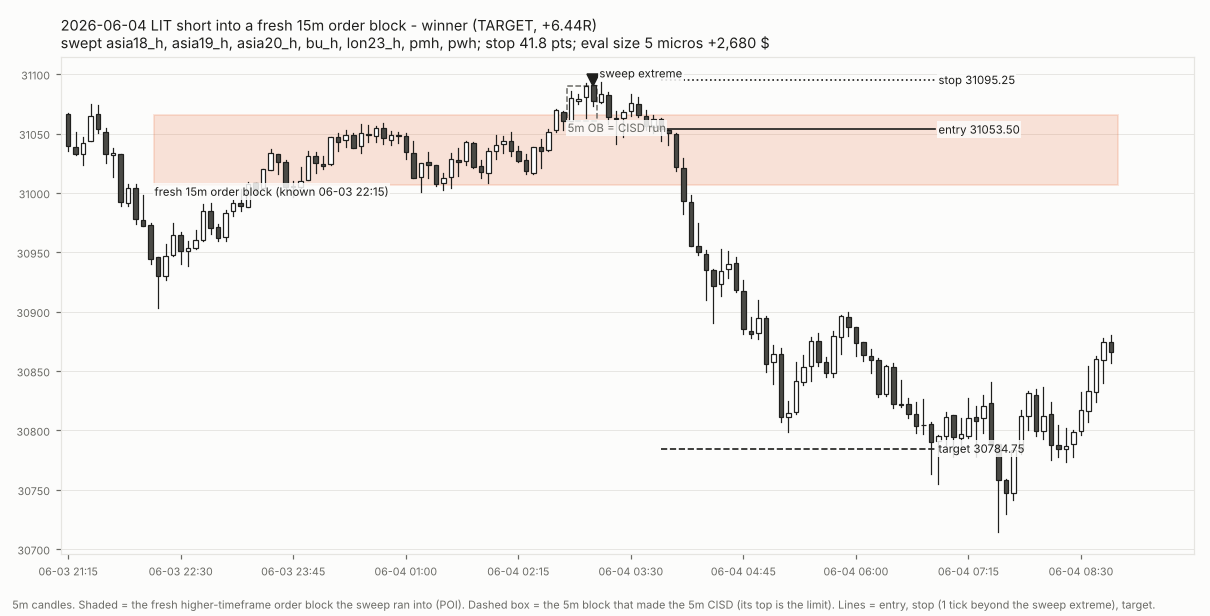 2026-06-04 LIT short into a fresh 15m order block - winner (TARGET, +6.44R)
swept asia18_h, asia19_h, asia20_h, bu_h, lon23_h, pmh, pwh; stop 41.8 pts; eval size 5 micros +2,680 $
31100
sweep extreme
stop 31095.25
31050
5m OB = CISD run
entry 31053.50
31000
fresh 15m order block (known 06-03 22:15)
30950
30900
30850
30800
target 30784.75
30750
30700
06-03 21:15
06-03 22:30
06-03 23:45
06-04 01:00
06-04 02:15
06-04 03:30
06-04 04:45
06-04 06:00
06-04 07:15
06-04 08:30
5m candles. Shaded = the fresh higher-timeframe order block the sweep ran into (POI). Dashed box = the 5m block that made the 5m CISD (its top is the limit). Lines = entry, stop (1 tick beyond the sweep extreme), target.